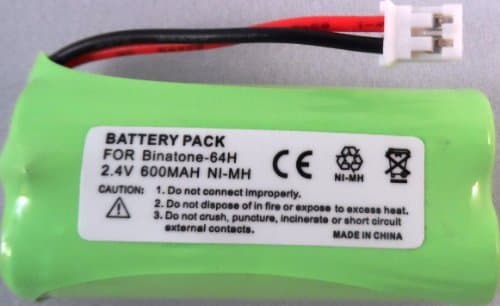 BATTERY PACK
FOR Binatone-64H
2.4V 600MAH NI-MH
CE
NI-MH
CAUTION: 1. Do not connect improperly.
2. Do not dispose of in fire or expose to excess heat.
3. Do not crush, puncture, incinerate or short circuit
external contacts.
MADE IN CHINA